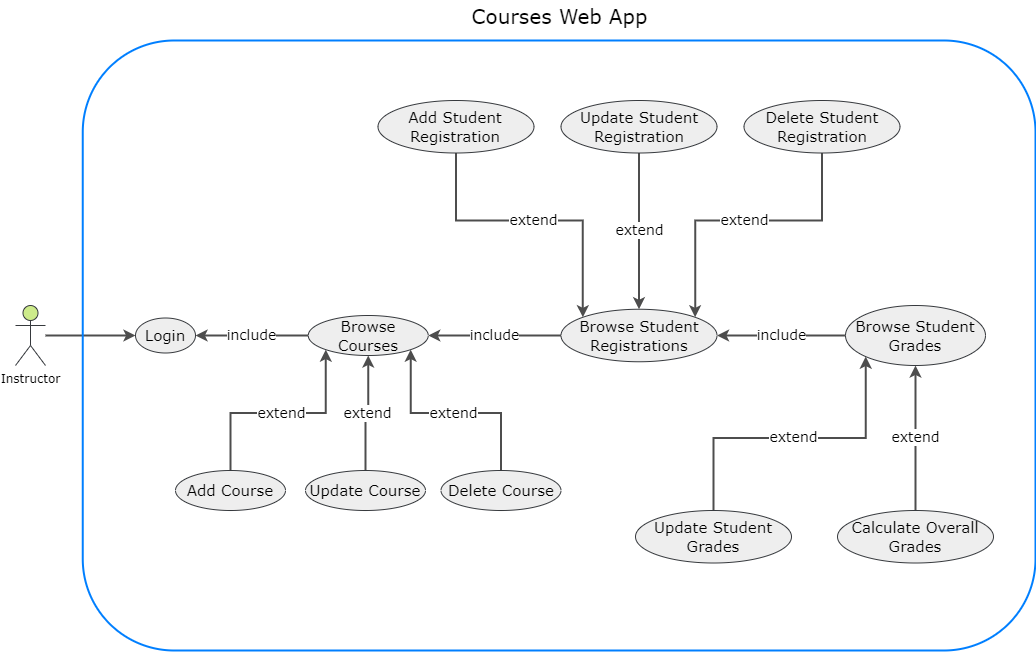 Courses Web App
Add Student
Registration
Update Student
Registration
Delete Student
Registration
extend
extend
extend
Instructor
Login
include
Browse
Courses
include
Browse Student
Registrations
include
Browse Student
Grades
extend
extend
extend
extend
extend
Add Course
Update Course
Delete Course
Update Student
Grades
Calculate Overall
Grades